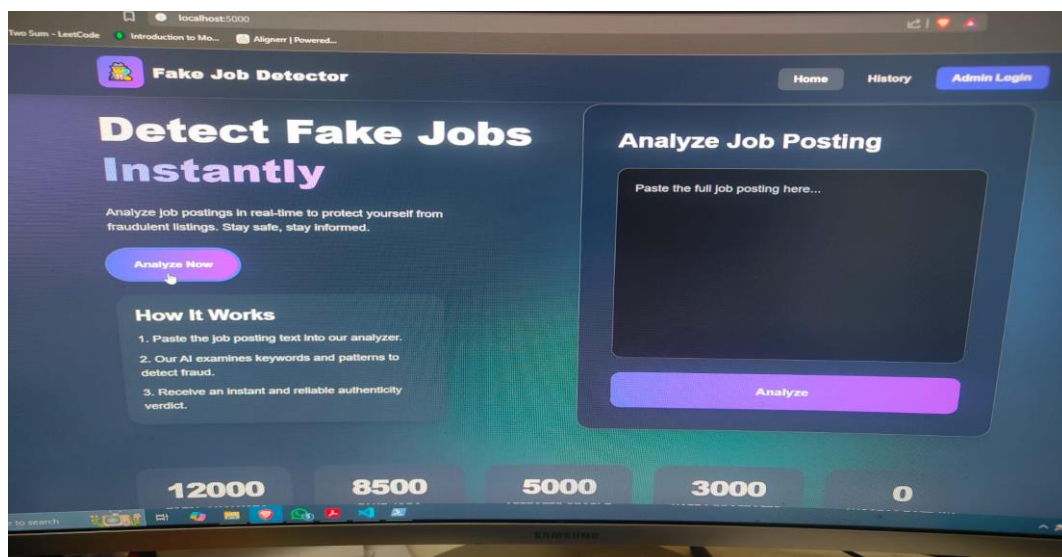 localhost:5000
Two Sum - LeetCode
Introduction to Mo...
Alignerr | Powered...
Fake Job Detector
Home
History
Admin Login
Detect Fake Jobs
Instantly
Analyze job postings in real-time to protect yourself from
fraudulent listings. Stay safe, stay informed.
Analyze Now
How It Works
1. Paste the job posting text into our analyzer.
2. Our AI examines keywords and patterns to
detect fraud.
3. Receive an instant and reliable authenticity
verdict.
Analyze Job Posting
Paste the full job posting here...
Analyze
12000
8500
5000
3000
0
to search
SAMSUNG